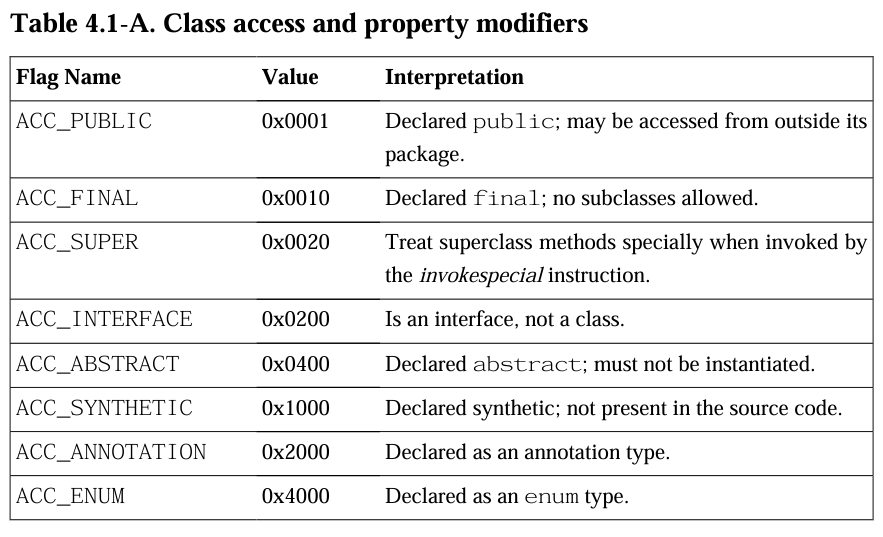 Table 4.1-A. Class access and property modifiers
Flag Name Value Interpretation
ACC_PUBLIC 0x0001 Declared public; may be accessed from outside its
package.
ACC_FINAL 0x0010 Declared final; no subclasses allowed.
ACC_SUPER 0x0020 Treat superclass methods specially when invoked by
the invokespecial instruction.
ACC_INTERFACE 0x0200 Is an interface, not a class.
ACC_ABSTRACT 0x0400 Declared abstract; must not be instantiated.
ACC_SYNTHETIC 0x1000 Declared synthetic; not present in the source code.
ACC_ANNOTATION 0x2000 Declared as an annotation type.
ACC_ENUM 0x4000 Declared as an enum type.